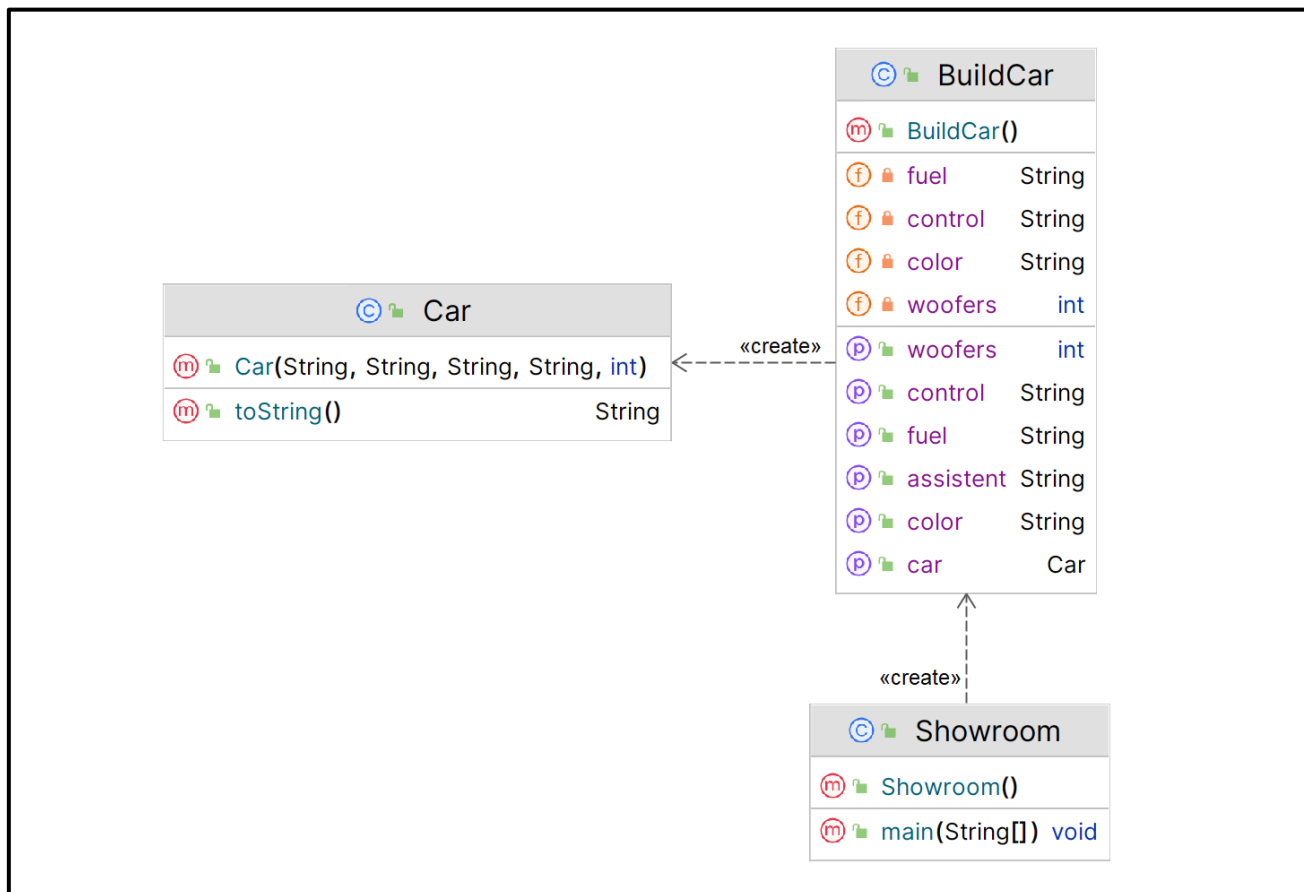 BuildCar
BuildCar()
fuel String
control String
color String
woofers int
woofers int
control String
fuel String
assistent String
color String
car Car
Car
Car(String, String, String, String, int)
toString() String
«create»
«create»
Showroom
Showroom()
main(String[]) void